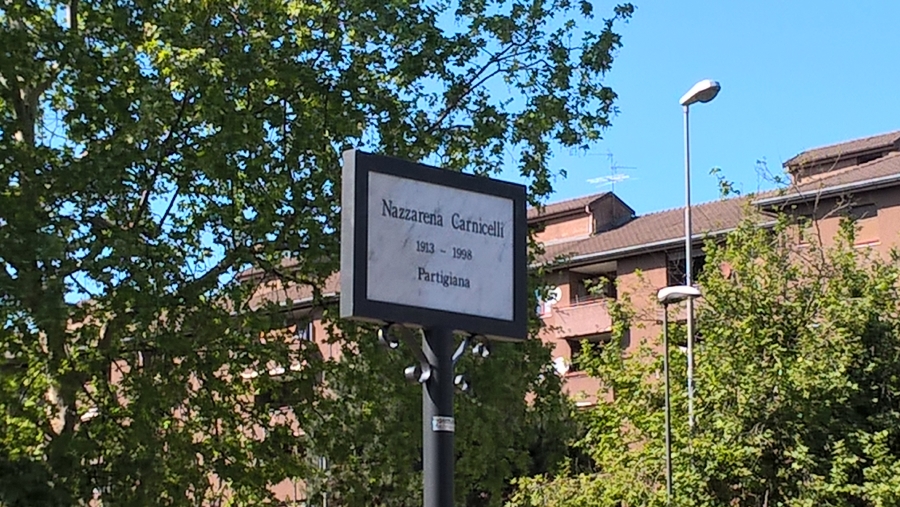 Nazzarena Carnicelli
1913 - 1998
Partigiana